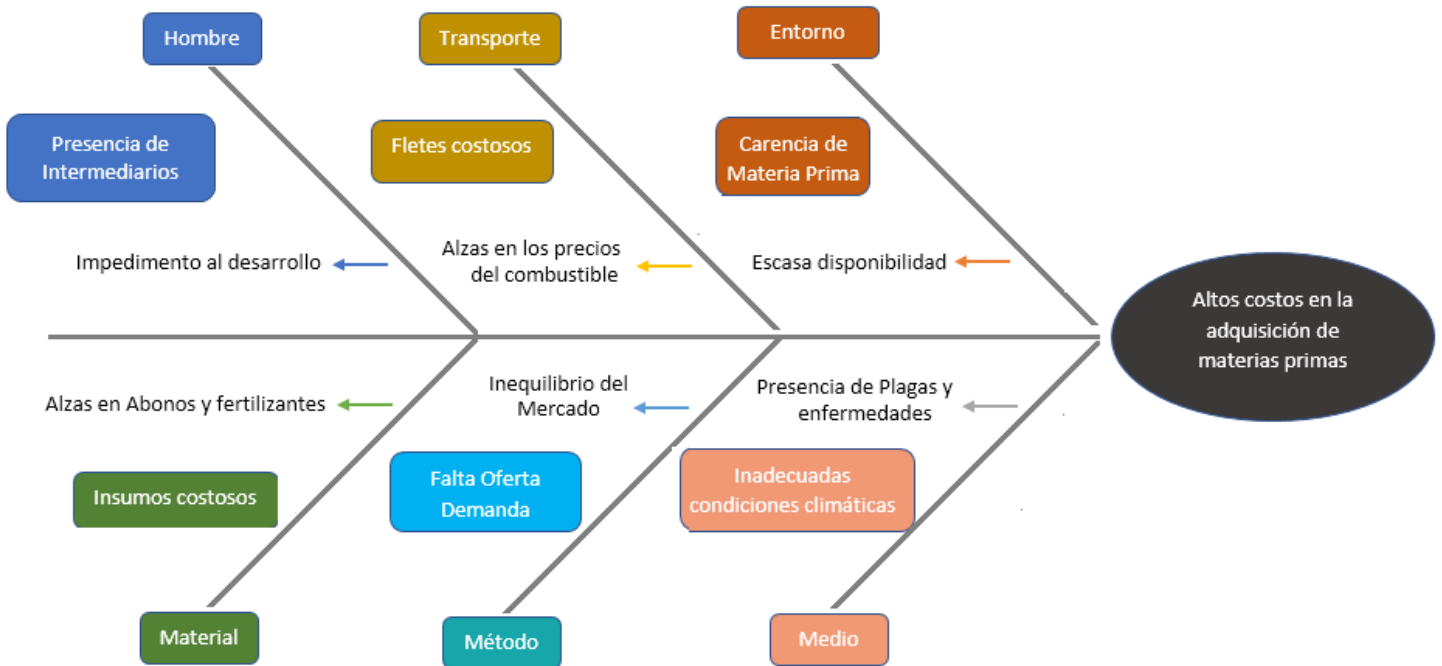 Hombre
Transporte
Entorno
Presencia de
Intermediarios
Fletes costosos
Carencia de
Materia Prima
Impedimento al desarrollo
Alzas en los precios
del combustible
Escasa disponibilidad
Altos costos en la
adquisición de
materias primas
Alzas en Abonos y fertilizantes
Inequilibrio del
Mercado
Presencia de Plagas y
enfermedades
Insumos costosos
Falta Oferta
Demanda
Inadecuadas
condiciones climáticas
Material
Método
Medio